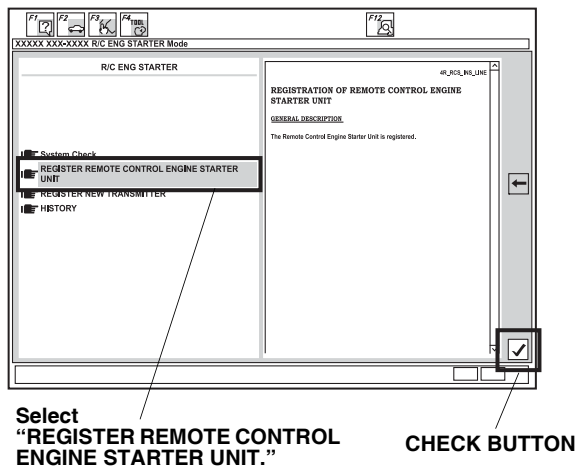 F1 F2 F3 F4 TOOL F12
XXXXX XXX-XXXX R/C ENG STARTER Mode
R/C ENG STARTER
System Check
REGISTER REMOTE CONTROL ENGINE STARTER
UNIT
REGISTER NEW TRANSMITTER
HISTORY
4R_RCS_INS_LINE
REGISTRATION OF REMOTE CONTROL ENGINE
STARTER UNIT
GENERAL DESCRIPTION
The Remote Control Engine Starter Unit is registered.
Select
“REGISTER REMOTE CONTROL
ENGINE STARTER UNIT.”
CHECK BUTTON